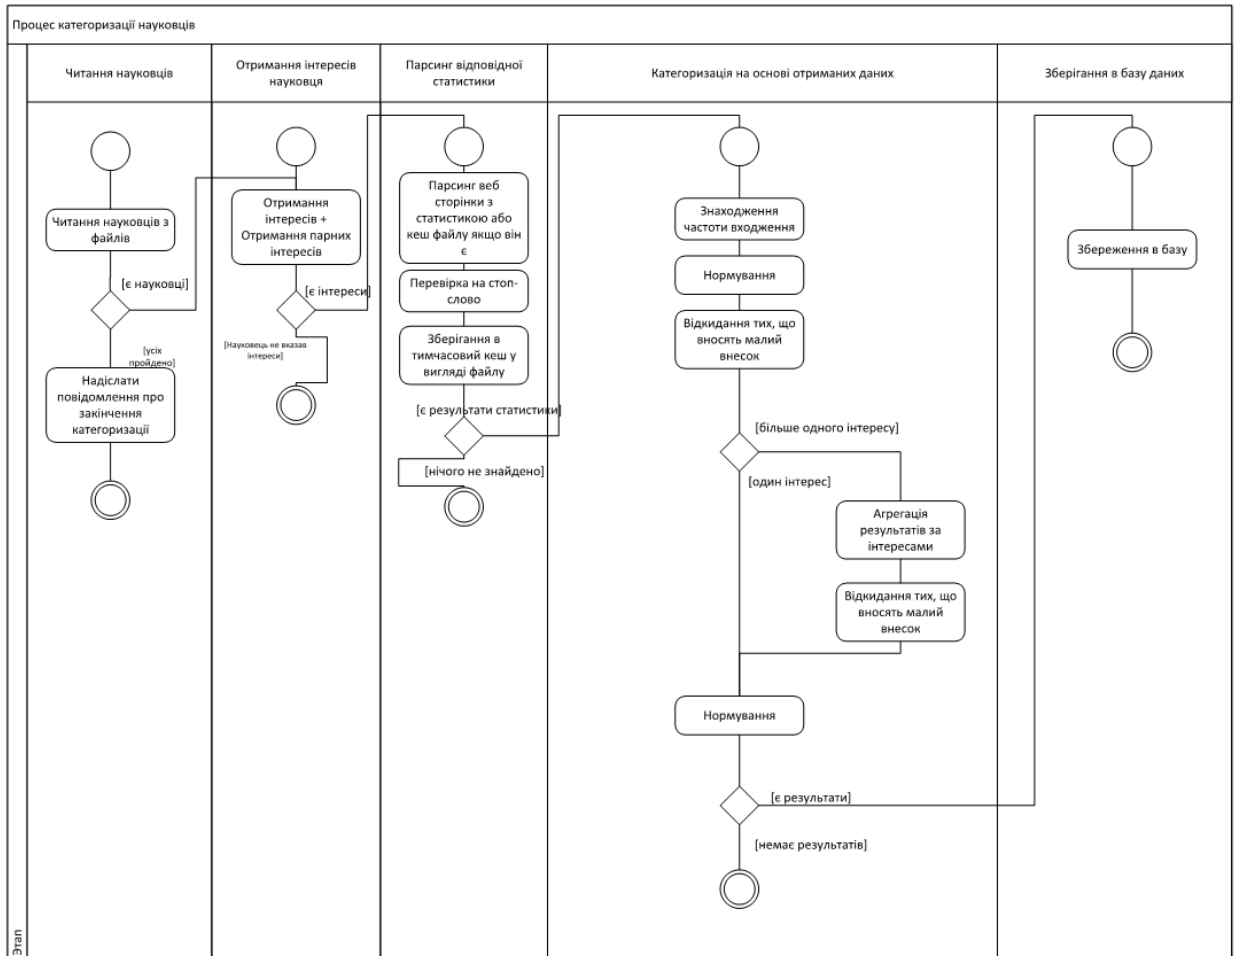 Процес категоризації науковців
Читання науковців
Отримання інтересів
науковця
Парсинг відповідної
статистики
Категоризація на основі отриманих даних
Зберігання в базу даних
Читання науковців з
файлів
[є науковці]
[усіх
пройдено]
Надіслати
повідомлення про
закінчення
категоризації
Отримання
інтересів +
Отримання парних
інтересів
[є інтереси]
[Науковець не вказав
інтереси]
Парсинг веб
сторінки з
статистикою або
кеш файлу якщо він
є
Перевірка на стоп-
слово
Зберігання в
тимчасовий кеш у
вигляді файлу
[є результати статистики]
[нічого не знайдено]
Знаходження
частоти входження
Нормування
Відкидання тих, що
вносять малий
внесок
[більше одного інтересу]
[один інтерес]
Агрегація
результатів за
інтересами
Відкидання тих, що
вносять малий
внесок
Нормування
[є результати]
[немає результатів]
Збереження в базу
Этап